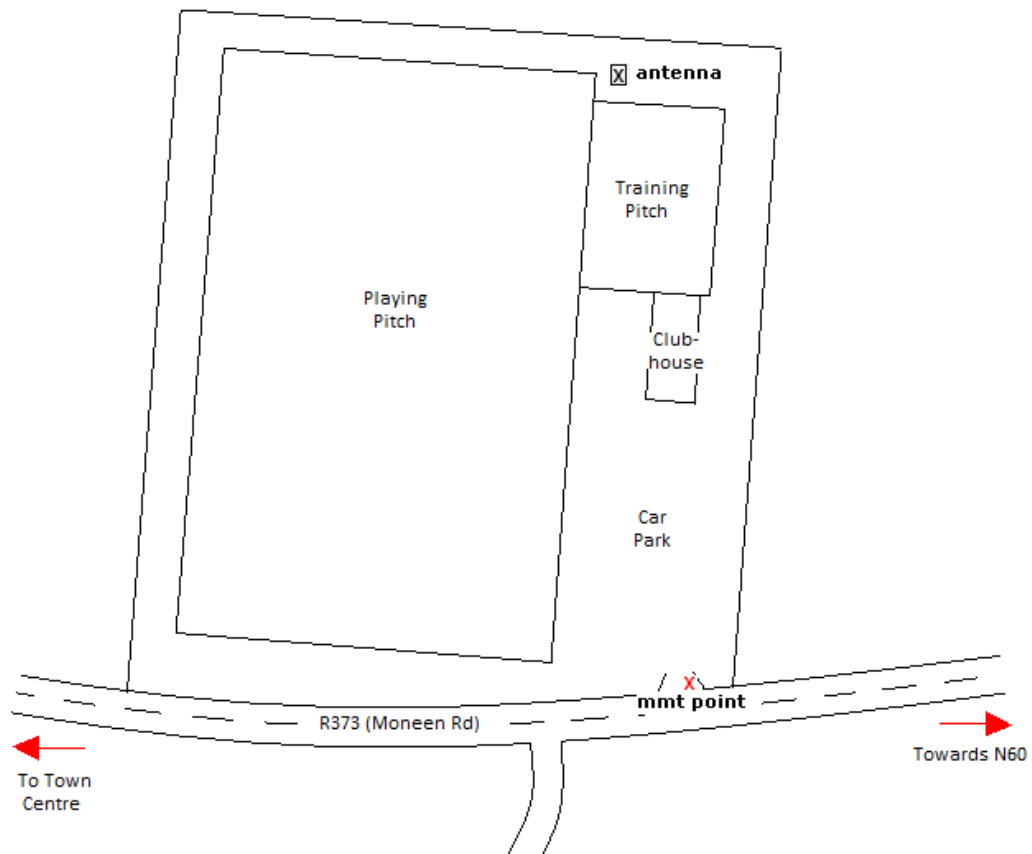 X antenna
Training
Pitch
Playing
Pitch
Club-
house
Car
Park
X
mmt point
R373 (Moneen Rd)
Towards N60
To Town
Centre